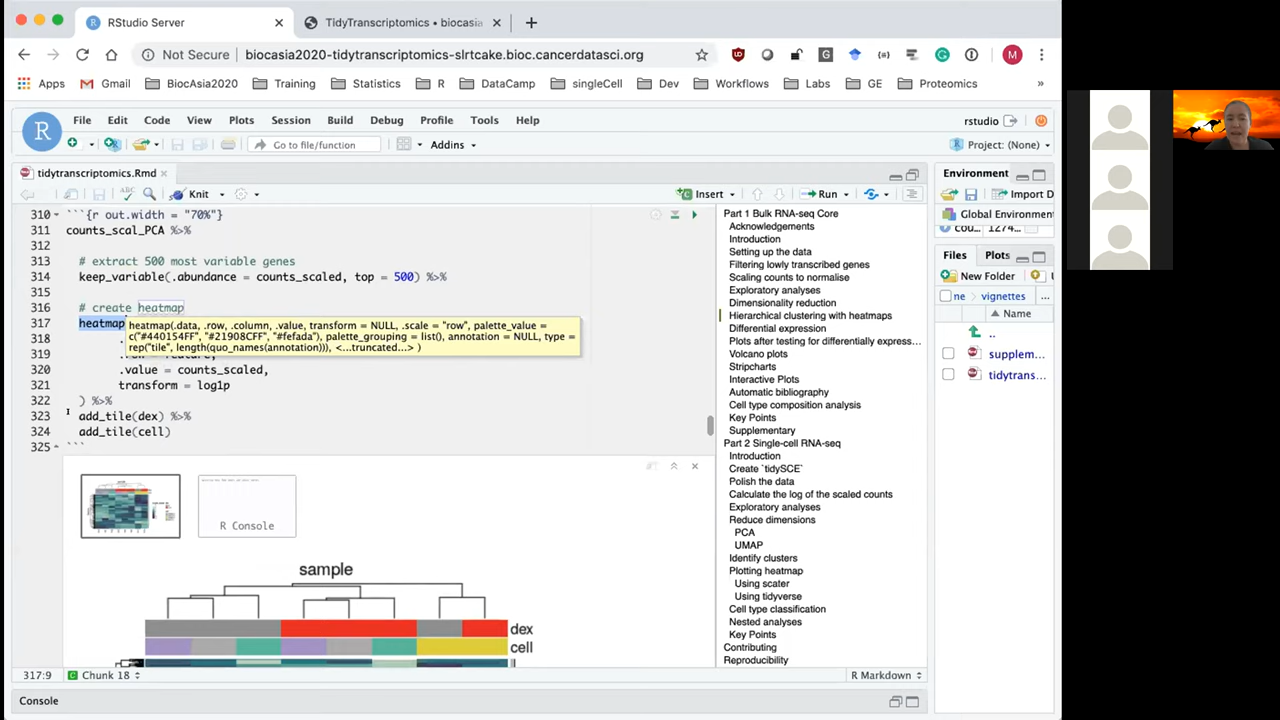 RStudio Server
TidyTranscriptomics • biocasia
Not Secure
biocasia2020-tidytranscriptomics-slrtcake.bioc.cancerdatasci.org
M
Apps
Gmail
BiocAsia2020
Training
Statistics
R
DataCamp
singleCell
Dev
Workflows
Labs
GE
Proteomics
»
R
File
Edit
Code
View
Plots
Session
Build
Debug
Profile
Tools
Help
rstudio
Go to file/function
Addins
Project: (None)
tidytranscriptomics.Rmd
ABC
Knit
Insert
Run
310 ```{r out.width = "70%"}
311 counts_scal_PCA %>%
312
313 # extract 500 most variable genes
314 keep_variable(.abundance = counts_scaled, top = 500) %>%
315
316 # create heatmap
317 heatmap
heatmap(.data, .row, .column, .value, transform = NULL, .scale = "row", palette_value =
c("#440154FF", "#21908CFF", "#fefada"), palette_grouping = list(), annotation = NULL, type =
rep("tile", length(quo_names(annotation))), <...truncated...> )
318
319
320 .value = counts_scaled,
321 transform = log1p
322 ) %>%
323 add_tile(dex) %>%
324 add_tile(cell)
325 ```
R Console
sample
dex
cell
317:9
Chunk 18
R Markdown
Console
Part 1 Bulk RNA-seq Core
Acknowledgements
Introduction
Setting up the data
Filtering lowly transcribed genes
Scaling counts to normalise
Exploratory analyses
Dimensionality reduction
Hierarchical clustering with heatmaps
Differential expression
Plots after testing for differentially express...
Volcano plots
Stripcharts
Interactive Plots
Automatic bibliography
Cell type composition analysis
Key Points
Supplementary
Part 2 Single-cell RNA-seq
Introduction
Create `tidySCE`
Polish the data
Calculate the log of the scaled counts
Exploratory analyses
Reduce dimensions
PCA
UMAP
Identify clusters
Plotting heatmap
Using scater
Using tidyverse
Cell type classification
Nested analyses
Key Points
Contributing
Reproducibility
Environment
Import D
Global Environment
1274...
Files
Plots
New Folder
ne
vignettes
...
Name
..
supplem...
tidytrans...